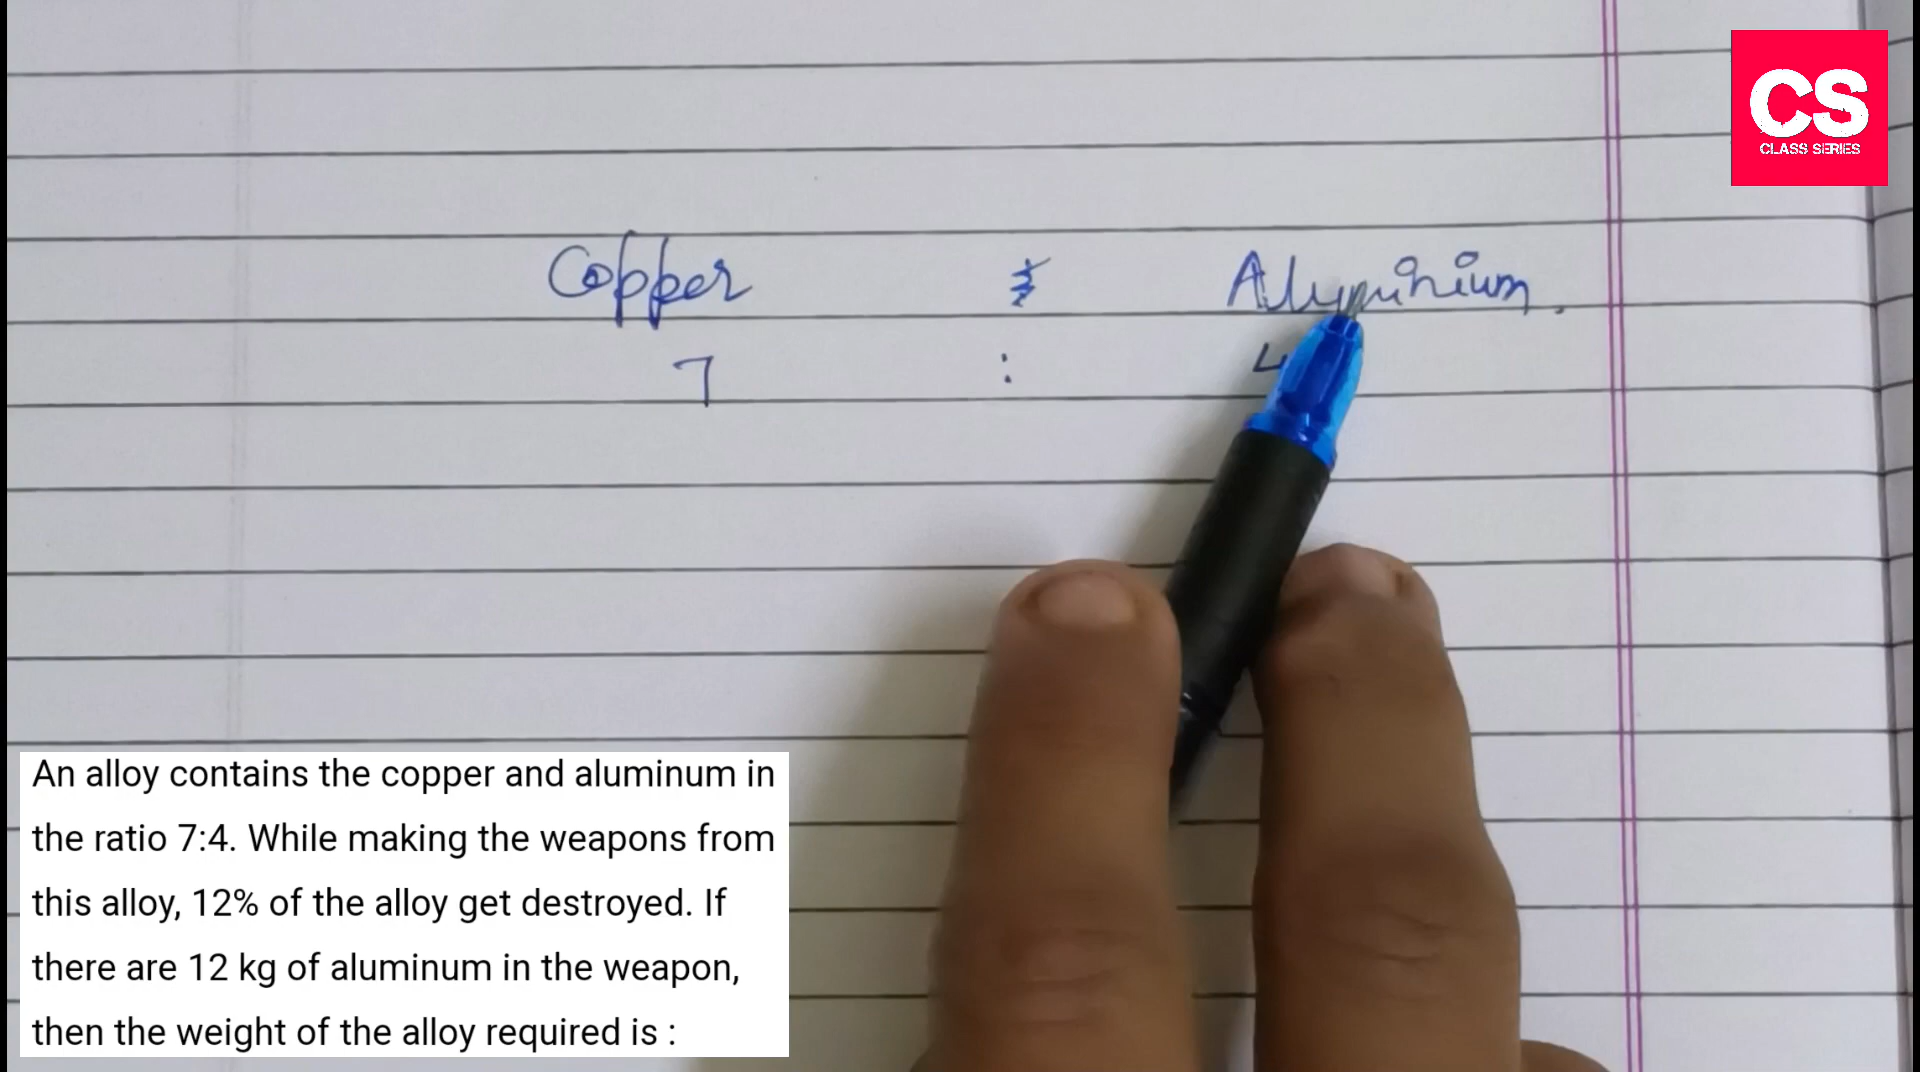 CS
CLASS SERIES
Copper & Aluminium.
7 : 4
An alloy contains the copper and aluminum in
the ratio 7:4. While making the weapons from
this alloy, 12% of the alloy get destroyed. If
there are 12 kg of aluminum in the weapon,
then the weight of the alloy required is :